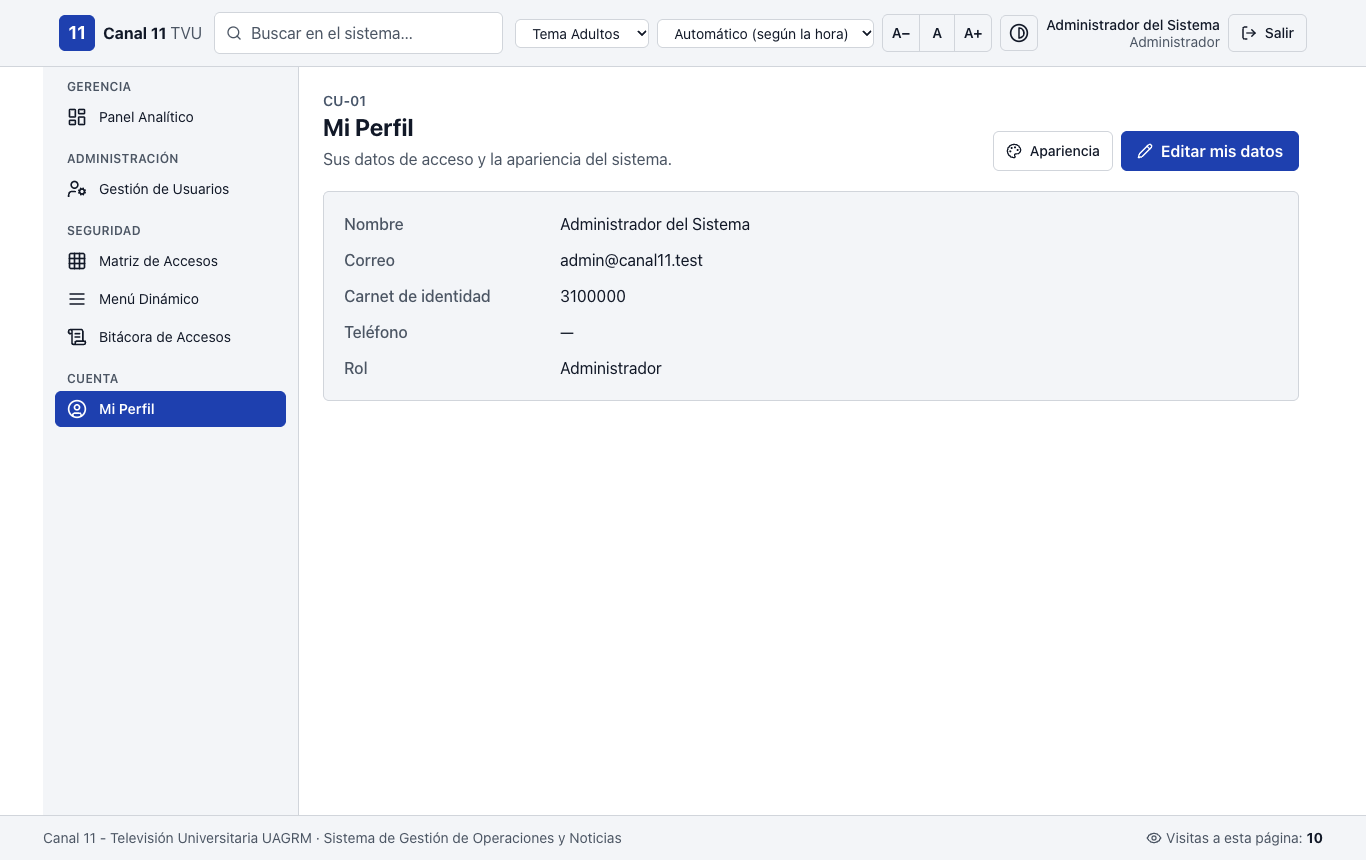 11 Canal 11 TVU
Buscar en el sistema...
Tema Adultos
Automático (según la hora)
A−
A
A+
Administrador del Sistema
Administrador
Salir
GERENCIA
Panel Analítico
ADMINISTRACIÓN
Gestión de Usuarios
SEGURIDAD
Matriz de Accesos
Menú Dinámico
Bitácora de Accesos
CUENTA
Mi Perfil
CU-01
Mi Perfil
Sus datos de acceso y la apariencia del sistema.
Apariencia
Editar mis datos
Nombre Administrador del Sistema
Correo admin@canal11.test
Carnet de identidad 3100000
Teléfono —
Rol Administrador
Canal 11 - Televisión Universitaria UAGRM · Sistema de Gestión de Operaciones y Noticias
Visitas a esta página: 10